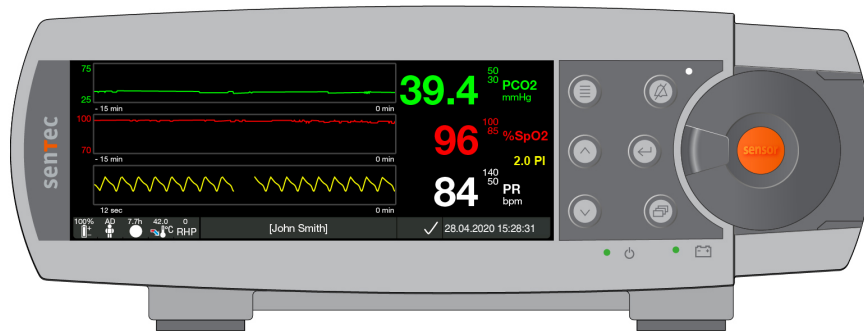 sentec
75
25
- 15 min 0 min
39.4 50 30 PCO2 mmHg
100
70
- 15 min 0 min
96 100 85 %SpO2
2.0 PI
12 sec 0 min
84 140 50 PR bpm
100% AD 7.7h 42.0 °C 0 RHP
[John Smith]
28.04.2020 15:28:31
sensor